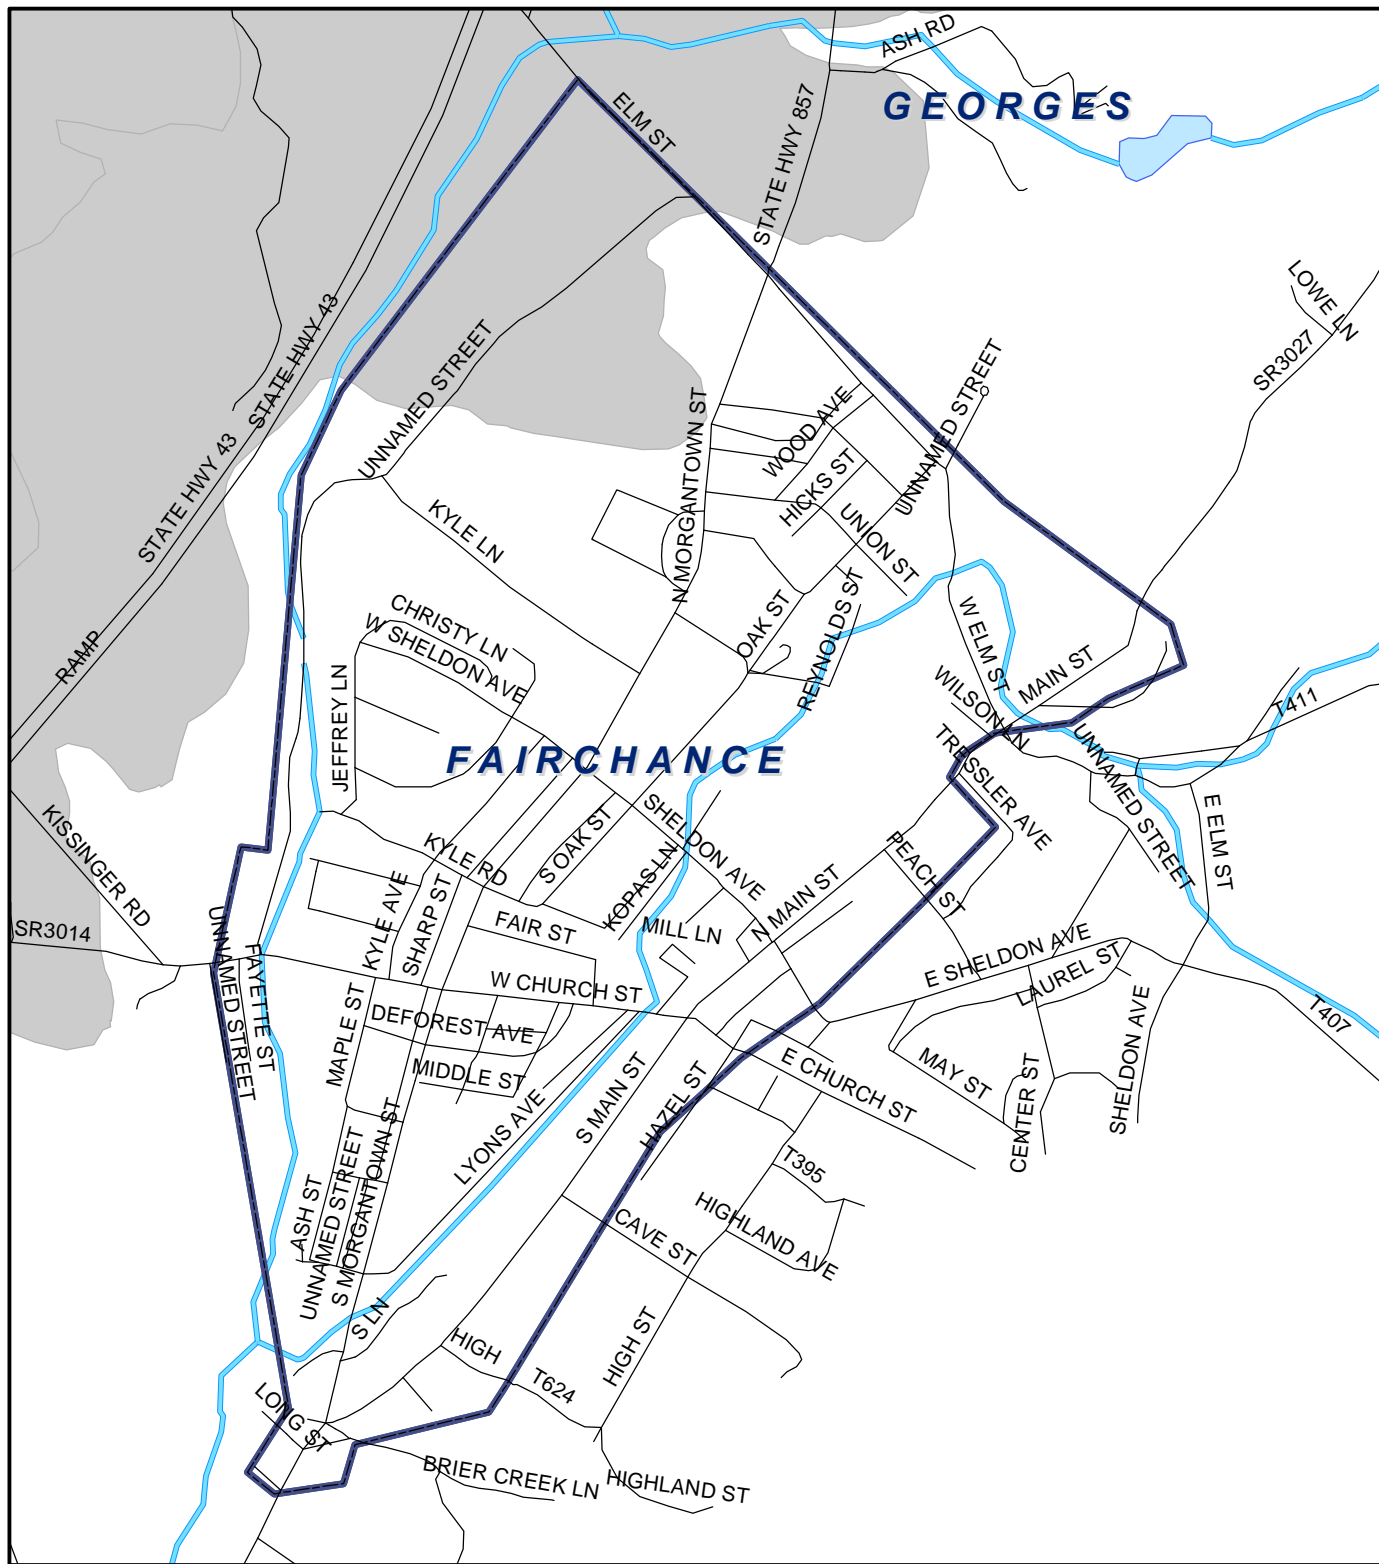 ASH RD
GEORGES
ELM ST
STATE HWY 857
LOWE LN
SR3027
STATE HWY 43
UNNAMED STREET
UNNAMED STREET
WOOD AVE
N MORGANTOWN ST
STATE HWY 43
HICKS ST
KYLE LN
UNION ST
CHRISTY LN
W SHELDON AVE
OAK ST
REYNOLDS ST
W ELM ST
RAMP
MAIN ST
WILSON LN
T411
JEFFREY LN
FAIRCHANCE
TRESSLER AVE
UNNAMED STREET
KISSINGER RD
KYLE RD
S OAK ST
SHELDON AVE
E ELM ST
PEACH ST
KOPAS LN
N MAIN ST
KYLE AVE
SHARP ST
FAIR ST
MILL LN
SR3014
UNNAMED STREET
FAYETTE ST
E SHELDON AVE
LAUREL ST
W CHURCH ST
T407
MAPLE ST
DEFOREST AVE
MIDDLE ST
S MAIN ST
HAZEL ST
E CHURCH ST
MAY ST
CENTER ST
SHELDON AVE
LYONS AVE
ASH ST
UNNAMED STREET
S MORGANTOWN ST
T395
HIGHLAND AVE
CAVE ST
S LN
HIGH
T624
HIGH ST
LONG ST
BRIER CREEK LN
HIGHLAND ST